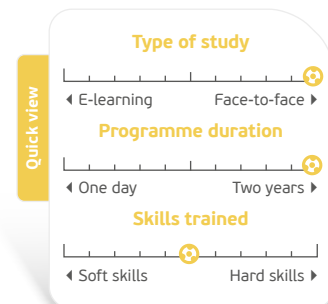 Quick view
Type of study
E-learning Face-to-face
Programme duration
One day Two years
Skills trained
Soft skills Hard skills